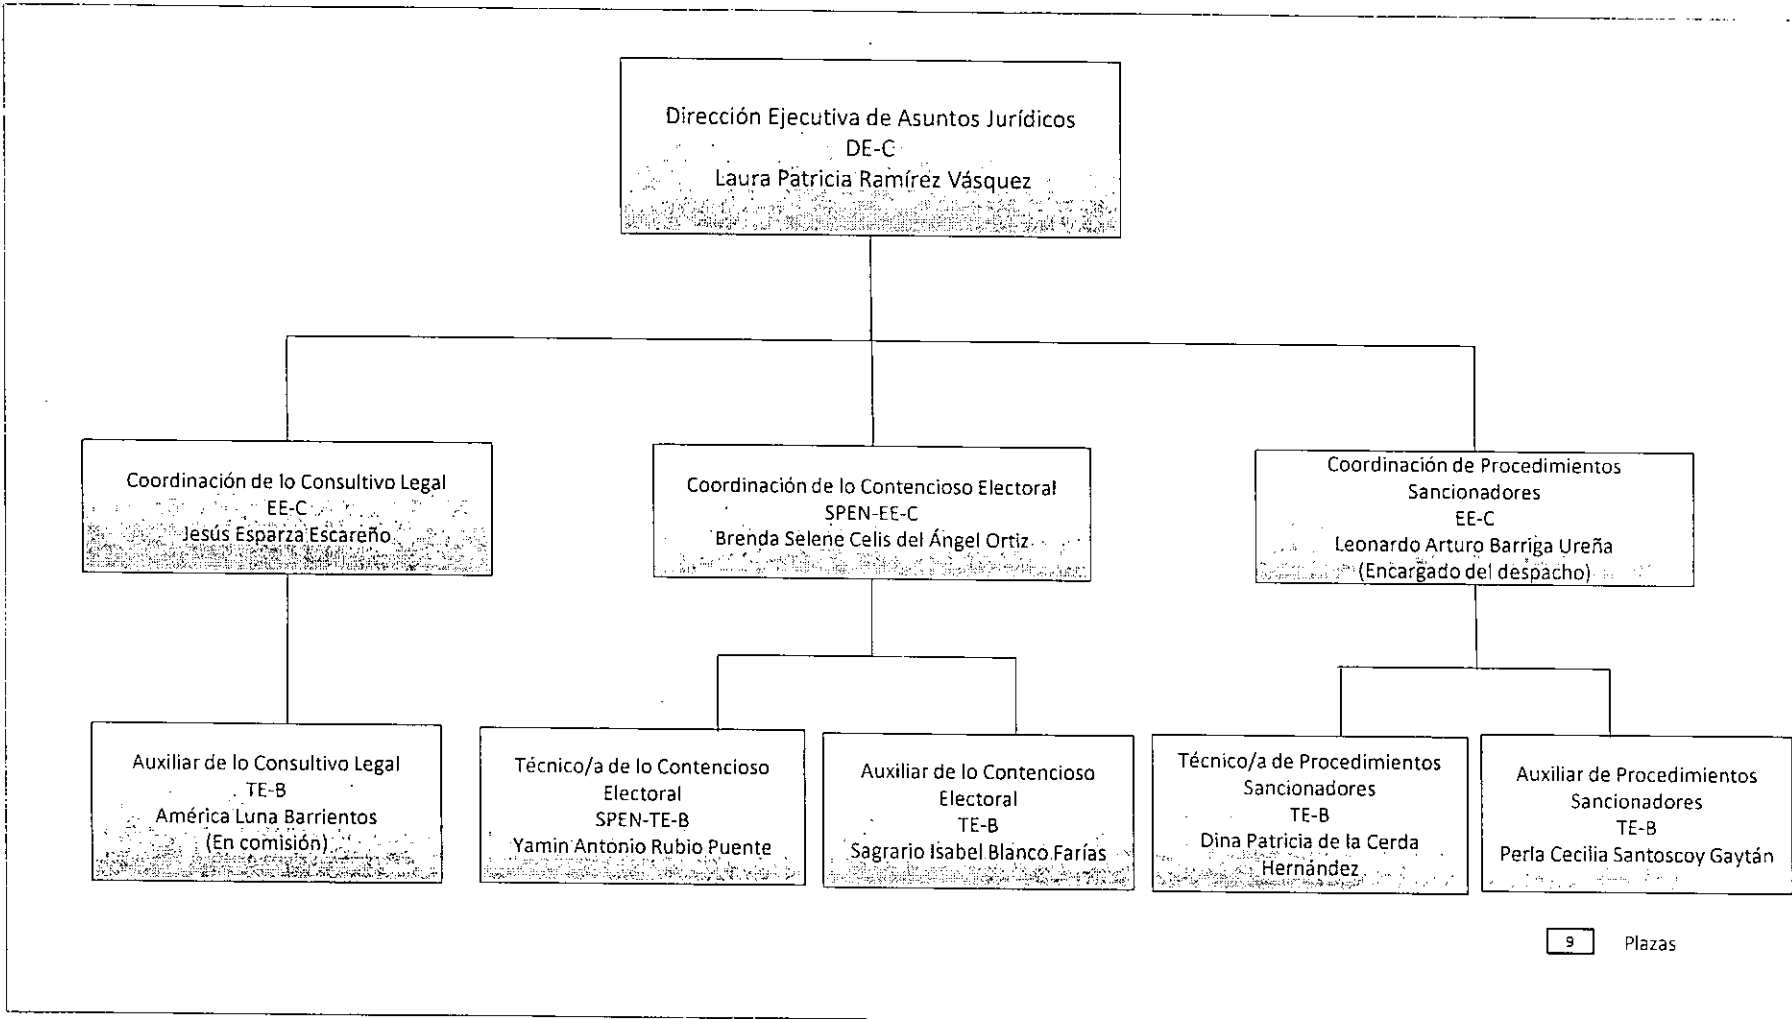 Dirección Ejecutiva de Asuntos Jurídicos
DE-C
Laura Patricia Ramírez Vásquez
Coordinación de lo Consultivo Legal
EE-C
Jesús Esparza Escareño
Coordinación de lo Contencioso Electoral
SPEN-EE-C
Brenda Selene Celis del Ángel Ortiz
Coordinación de Procedimientos
Sancionadores
EE-C
Leonardo Arturo Barriga Ureña
(Encargado del despacho)
Auxiliar de lo Consultivo Legal
TE-B
América Luna Barrientos
(En comisión)
Técnico/a de lo Contencioso
Electoral
SPEN-TE-B
Yamin Antonio Rubio Puente
Auxiliar de lo Contencioso
Electoral
TE-B
Sagrario Isabel Blanco Farías
Técnico/a de Procedimientos
Sancionadores
TE-B
Dina Patricia de la Cerda
Hernández
Auxiliar de Procedimientos
Sancionadores
TE-B
Perla Cecilia Santoscoy Gaytán
9 Plazas